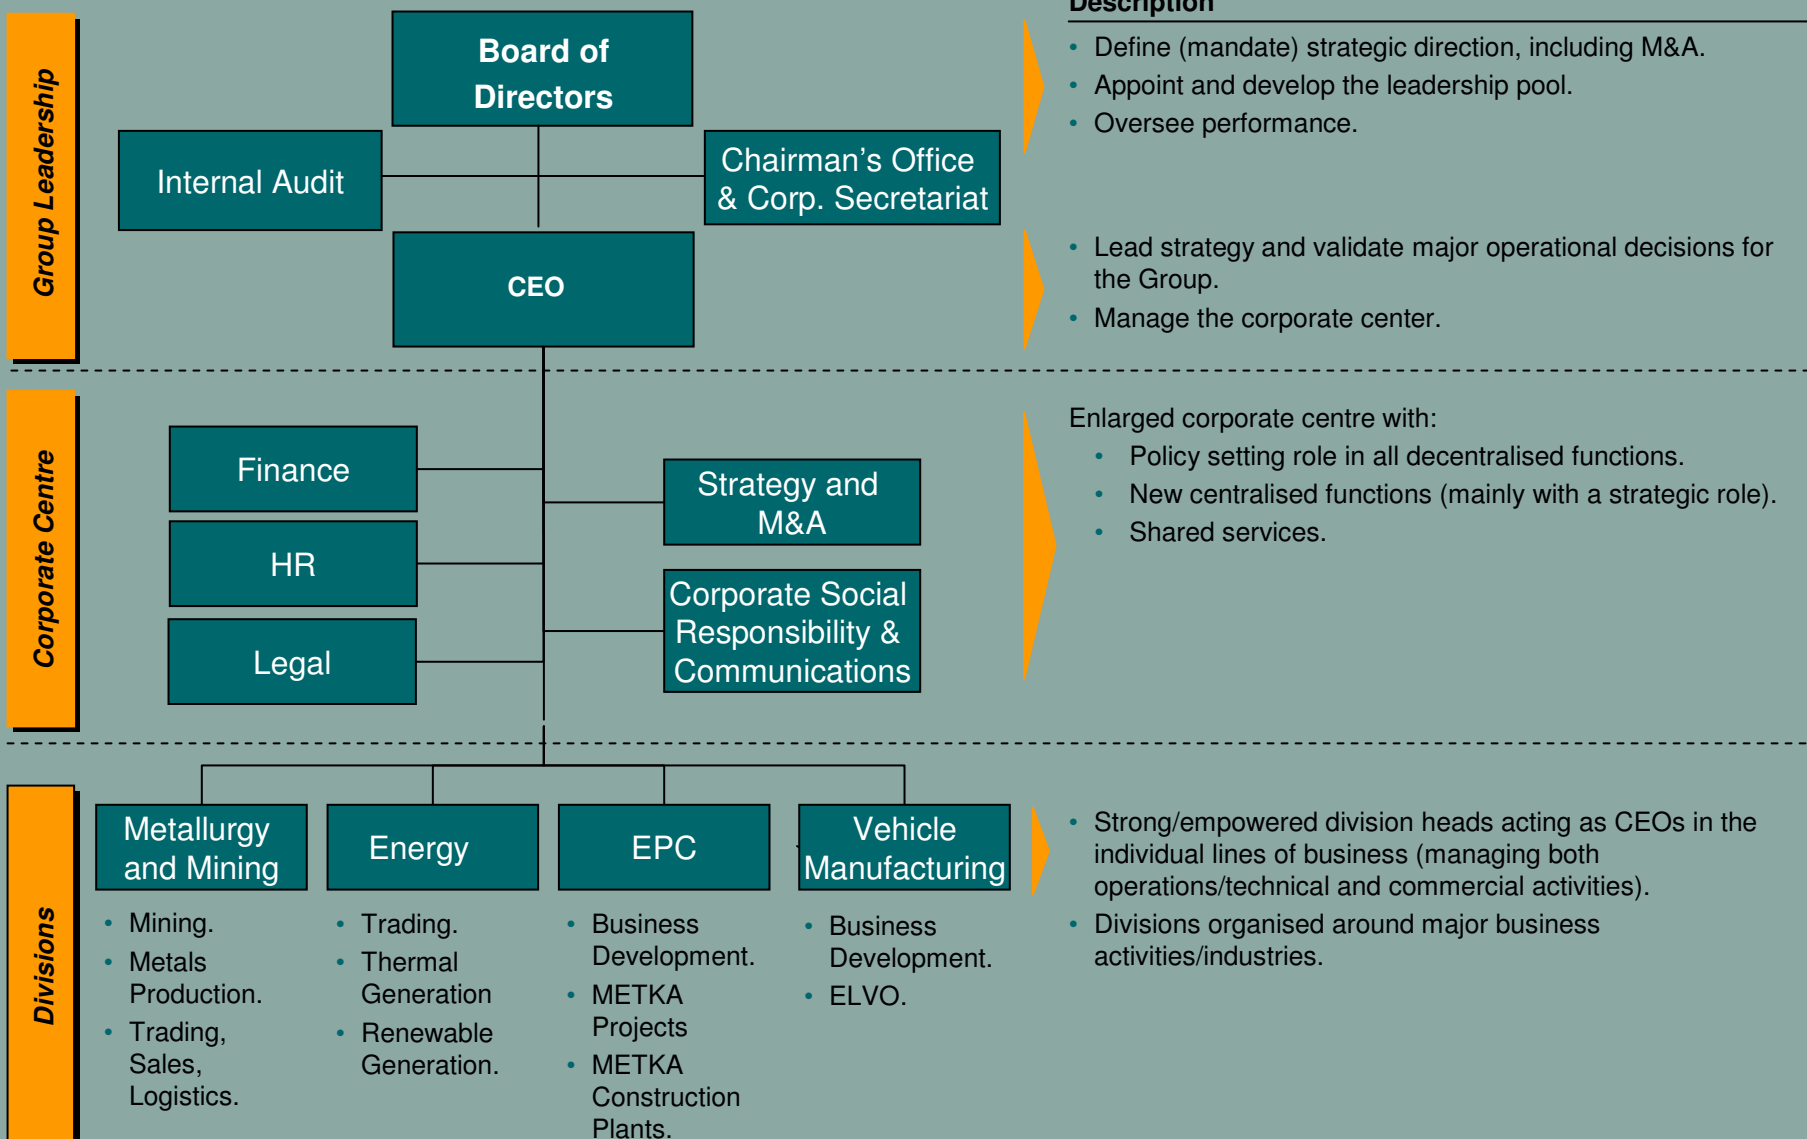 Description
Group Leadership
Board of
Directors
Internal Audit
Chairman's Office
& Corp. Secretariat
CEO
• Define (mandate) strategic direction, including M&A.
• Appoint and develop the leadership pool.
• Oversee performance.
• Lead strategy and validate major operational decisions for
the Group.
• Manage the corporate center.
Corporate Centre
Finance
HR
Legal
Strategy and
M&A
Corporate Social
Responsibility &
Communications
Enlarged corporate centre with:
• Policy setting role in all decentralised functions.
• New centralised functions (mainly with a strategic role).
• Shared services.
Divisions
Metallurgy
and Mining
• Mining.
• Metals
Production.
• Trading,
Sales,
Logistics.
Energy
• Trading.
• Thermal
Generation
• Renewable
Generation.
EPC
• Business
Development.
• METKA
Projects
• METKA
Construction
Plants.
Vehicle
Manufacturing
• Business
Development.
• ELVO.
• Strong/empowered division heads acting as CEOs in the
individual lines of business (managing both
operations/technical and commercial activities).
• Divisions organised around major business
activities/industries.